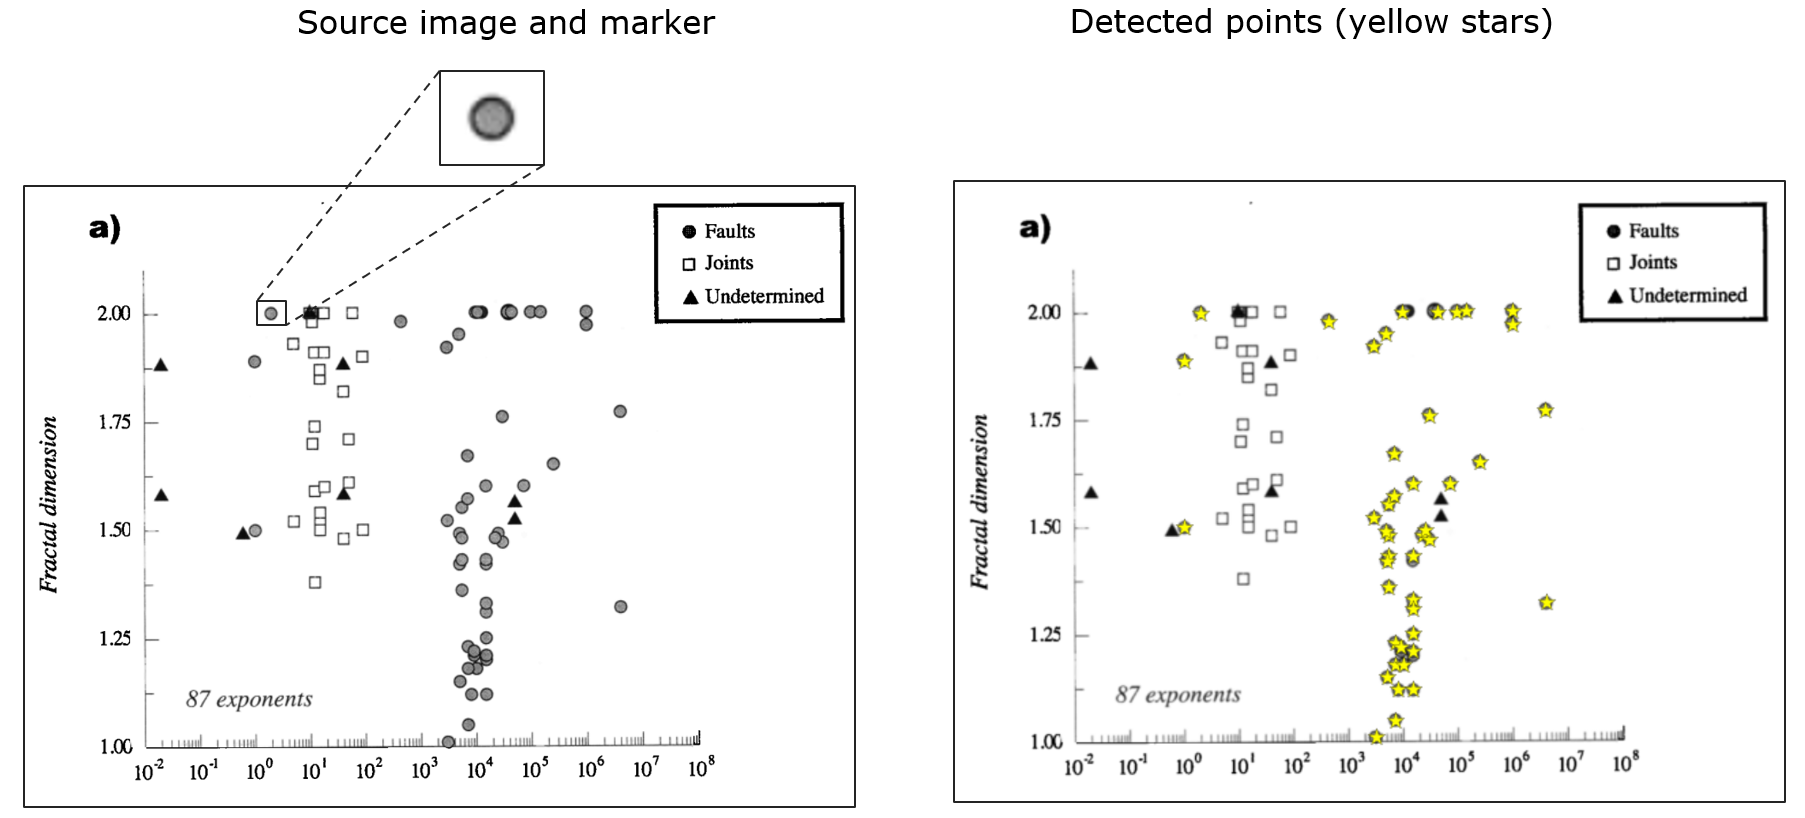 Source image and marker
Detected points (yellow stars)
a)
Faults
Joints
Undetermined
2.00
1.75
1.50
1.25
1.00
Fractal dimension
87 exponents
10-2 10-1 100 101 102 103 104 105 106 107 108
a)
Faults
Joints
Undetermined
2.00
1.75
1.50
1.25
1.00
Fractal dimension
87 exponents
10-2 10-1 100 101 102 103 104 105 106 107 108